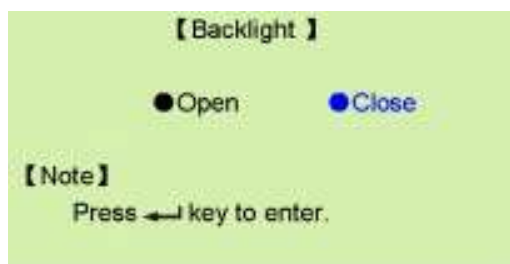 【Backlight 】
●Open ●Close
【Note】
Press ↵ key to enter.